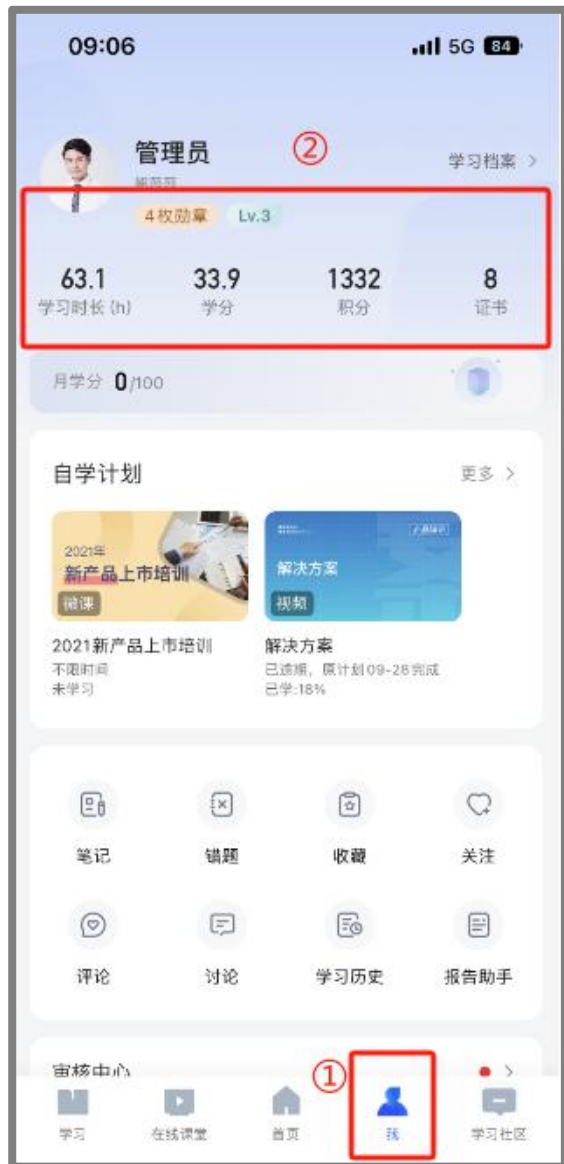 09:06 5G 84
管理员 ② 学习档案 >
4枚勋章 Lv.3
63.1 33.9 1332 8
学习时长 (h) 学分 积分 证书
月学分 0/100
自学计划 更多 >
2021年
新产品上市培训 解决方案
微课 视频
2021新产品上市培训 解决方案
不限时间 已逾期，原计划09-28完成
未学习 已学:18%
笔记 错题 收藏 关注
评论 讨论 学习历史 报告助手
审核中心 ① >
学习 在线课堂 首页 我 学习社区